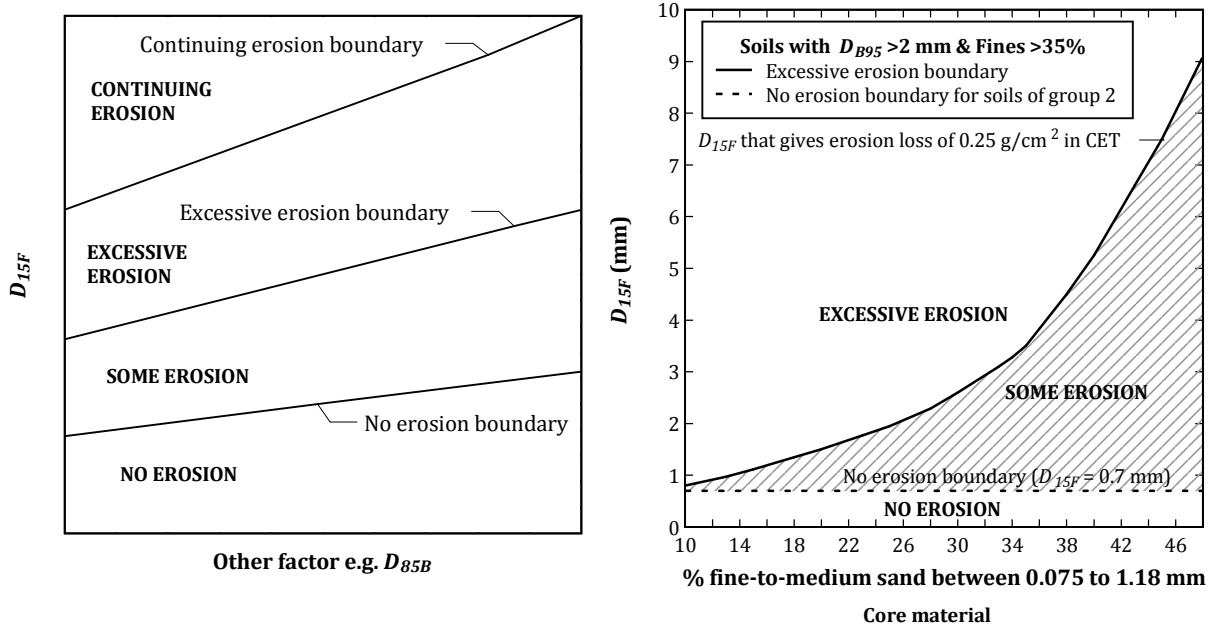 Continuing erosion boundary
CONTINUING
EROSION
Excessive erosion boundary
EXCESSIVE
EROSION
SOME EROSION
No erosion boundary
NO EROSION
D15F
Other factor e.g. D85B
Soils with DB95 >2 mm & Fines >35%
Excessive erosion boundary
No erosion boundary for soils of group 2
D15F that gives erosion loss of 0.25 g/cm 2 in CET
EXCESSIVE EROSION
SOME EROSION
No erosion boundary (D15F = 0.7 mm)
NO EROSION
D15F (mm)
10
9
8
7
6
5
4
3
2
1
0
10 14 18 22 26 30 34 38 42 46
% fine-to-medium sand between 0.075 to 1.18 mm
Core material